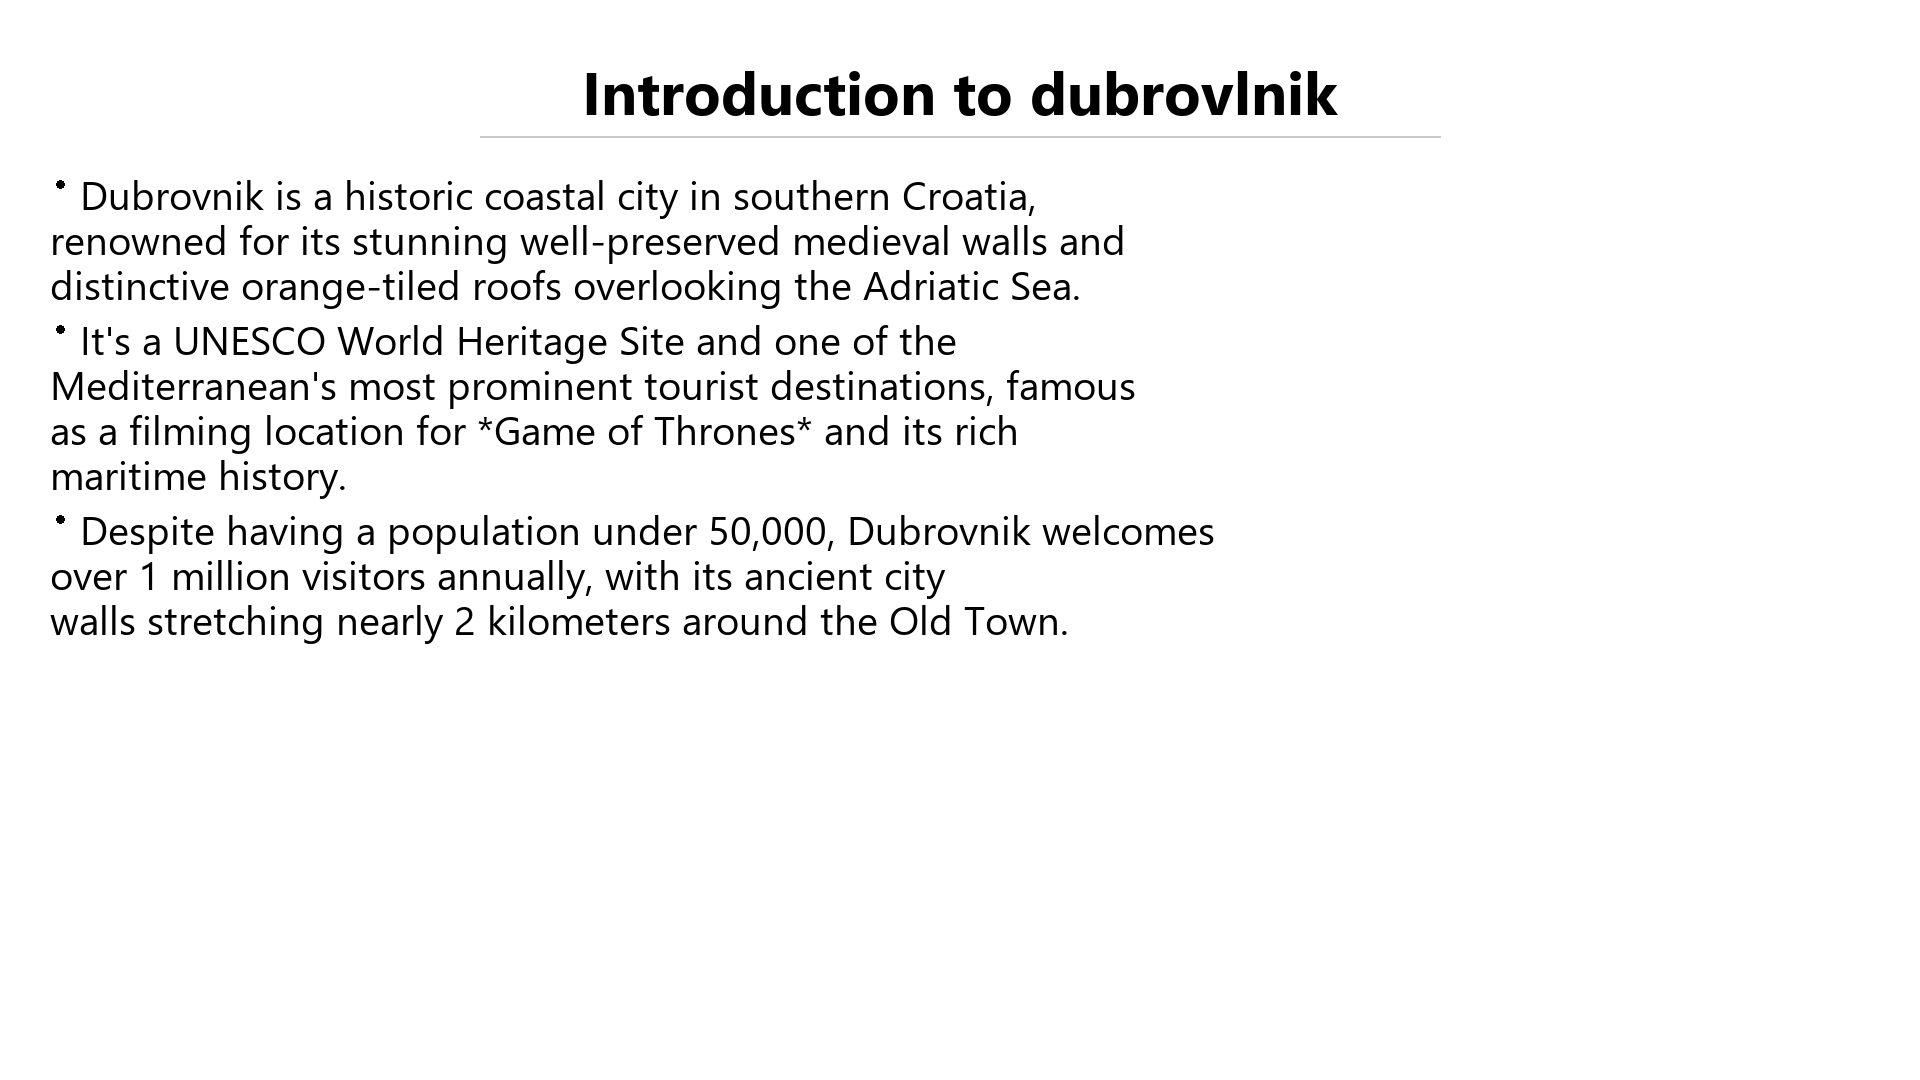 Introduction to dubrovlnik
• Dubrovnik is a historic coastal city in southern Croatia,
renowned for its stunning well-preserved medieval walls and
distinctive orange-tiled roofs overlooking the Adriatic Sea.
• It's a UNESCO World Heritage Site and one of the
Mediterranean's most prominent tourist destinations, famous
as a filming location for *Game of Thrones* and its rich
maritime history.
• Despite having a population under 50,000, Dubrovnik welcomes
over 1 million visitors annually, with its ancient city
walls stretching nearly 2 kilometers around the Old Town.